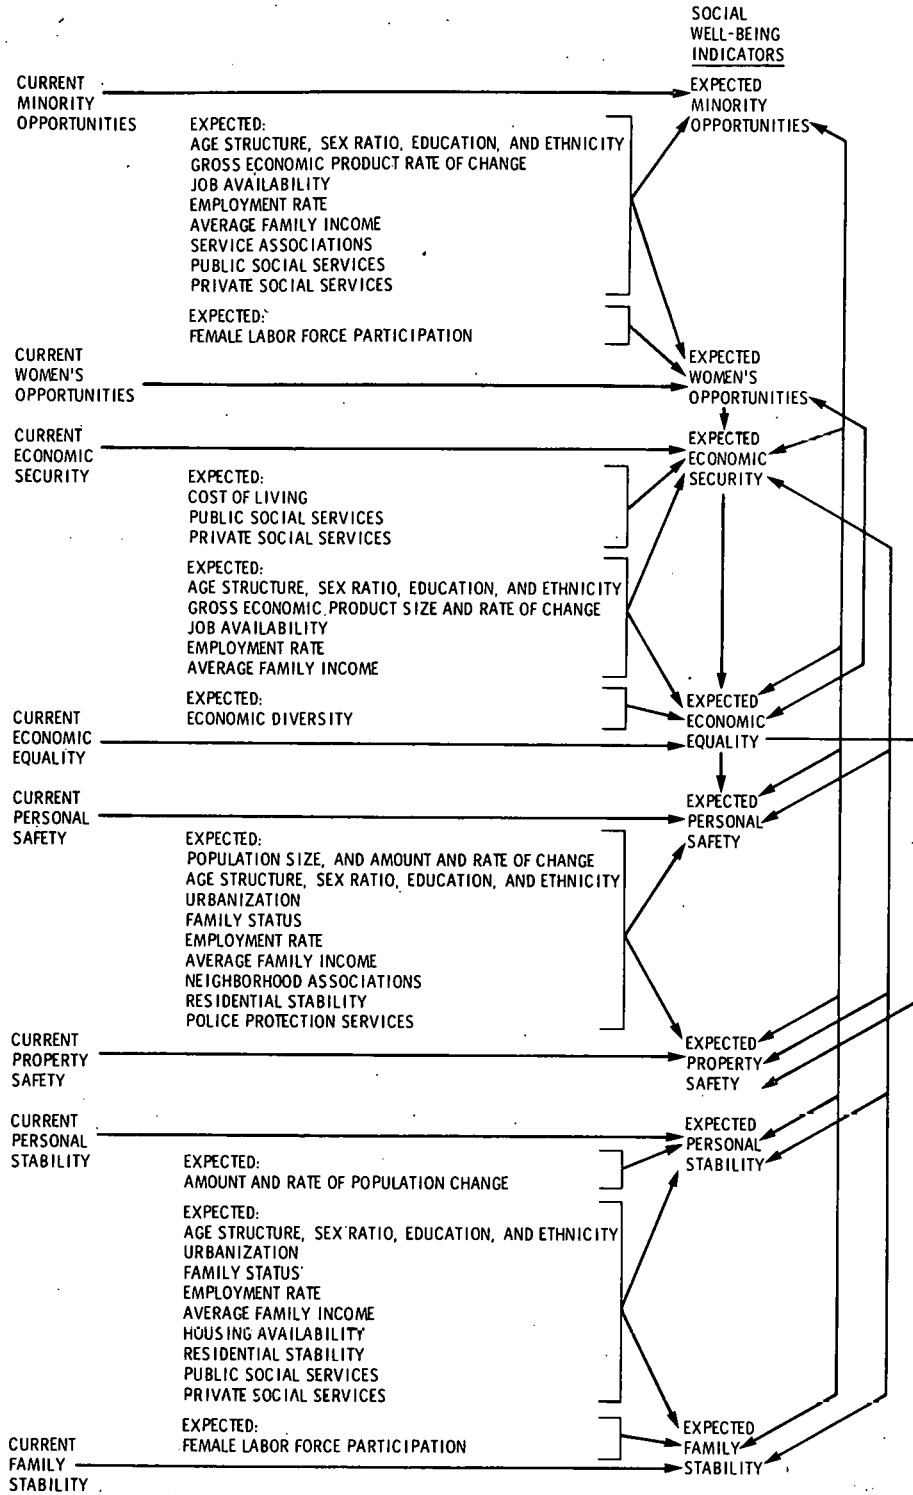 SOCIAL
WELL-BEING
INDICATORS
CURRENT
MINORITY
OPPORTUNITIES
EXPECTED
MINORITY
OPPORTUNITIES
EXPECTED:
AGE STRUCTURE, SEX RATIO, EDUCATION, AND ETHNICITY
GROSS ECONOMIC PRODUCT RATE OF CHANGE
JOB AVAILABILITY
EMPLOYMENT RATE
AVERAGE FAMILY INCOME
SERVICE ASSOCIATIONS
PUBLIC SOCIAL SERVICES
PRIVATE SOCIAL SERVICES
EXPECTED:
FEMALE LABOR FORCE PARTICIPATION
CURRENT
WOMEN'S
OPPORTUNITIES
EXPECTED
WOMEN'S
OPPORTUNITIES
CURRENT
ECONOMIC
SECURITY
EXPECTED
ECONOMIC
SECURITY
EXPECTED:
COST OF LIVING
PUBLIC SOCIAL SERVICES
PRIVATE SOCIAL SERVICES
EXPECTED:
AGE STRUCTURE, SEX RATIO, EDUCATION, AND ETHNICITY
GROSS ECONOMIC PRODUCT SIZE AND RATE OF CHANGE
JOB AVAILABILITY
EMPLOYMENT RATE
AVERAGE FAMILY INCOME
EXPECTED:
ECONOMIC DIVERSITY
CURRENT
ECONOMIC
EQUALITY
EXPECTED
ECONOMIC
EQUALITY
CURRENT
PERSONAL
SAFETY
EXPECTED
PERSONAL
SAFETY
EXPECTED:
POPULATION SIZE, AND AMOUNT AND RATE OF CHANGE
AGE STRUCTURE, SEX RATIO, EDUCATION, AND ETHNICITY
URBANIZATION
FAMILY STATUS
EMPLOYMENT RATE
AVERAGE FAMILY INCOME
NEIGHBORHOOD ASSOCIATIONS
RESIDENTIAL STABILITY
POLICE PROTECTION SERVICES
CURRENT
PROPERTY
SAFETY
EXPECTED
PROPERTY
SAFETY
CURRENT
PERSONAL
STABILITY
EXPECTED
PERSONAL
STABILITY
EXPECTED:
AMOUNT AND RATE OF POPULATION CHANGE
EXPECTED:
AGE STRUCTURE, SEX RATIO, EDUCATION, AND ETHNICITY
URBANIZATION
FAMILY STATUS
EMPLOYMENT RATE
AVERAGE FAMILY INCOME
HOUSING AVAILABILITY
RESIDENTIAL STABILITY
PUBLIC SOCIAL SERVICES
PRIVATE SOCIAL SERVICES
EXPECTED:
FEMALE LABOR FORCE PARTICIPATION
CURRENT
FAMILY
STABILITY
EXPECTED
FAMILY
STABILITY